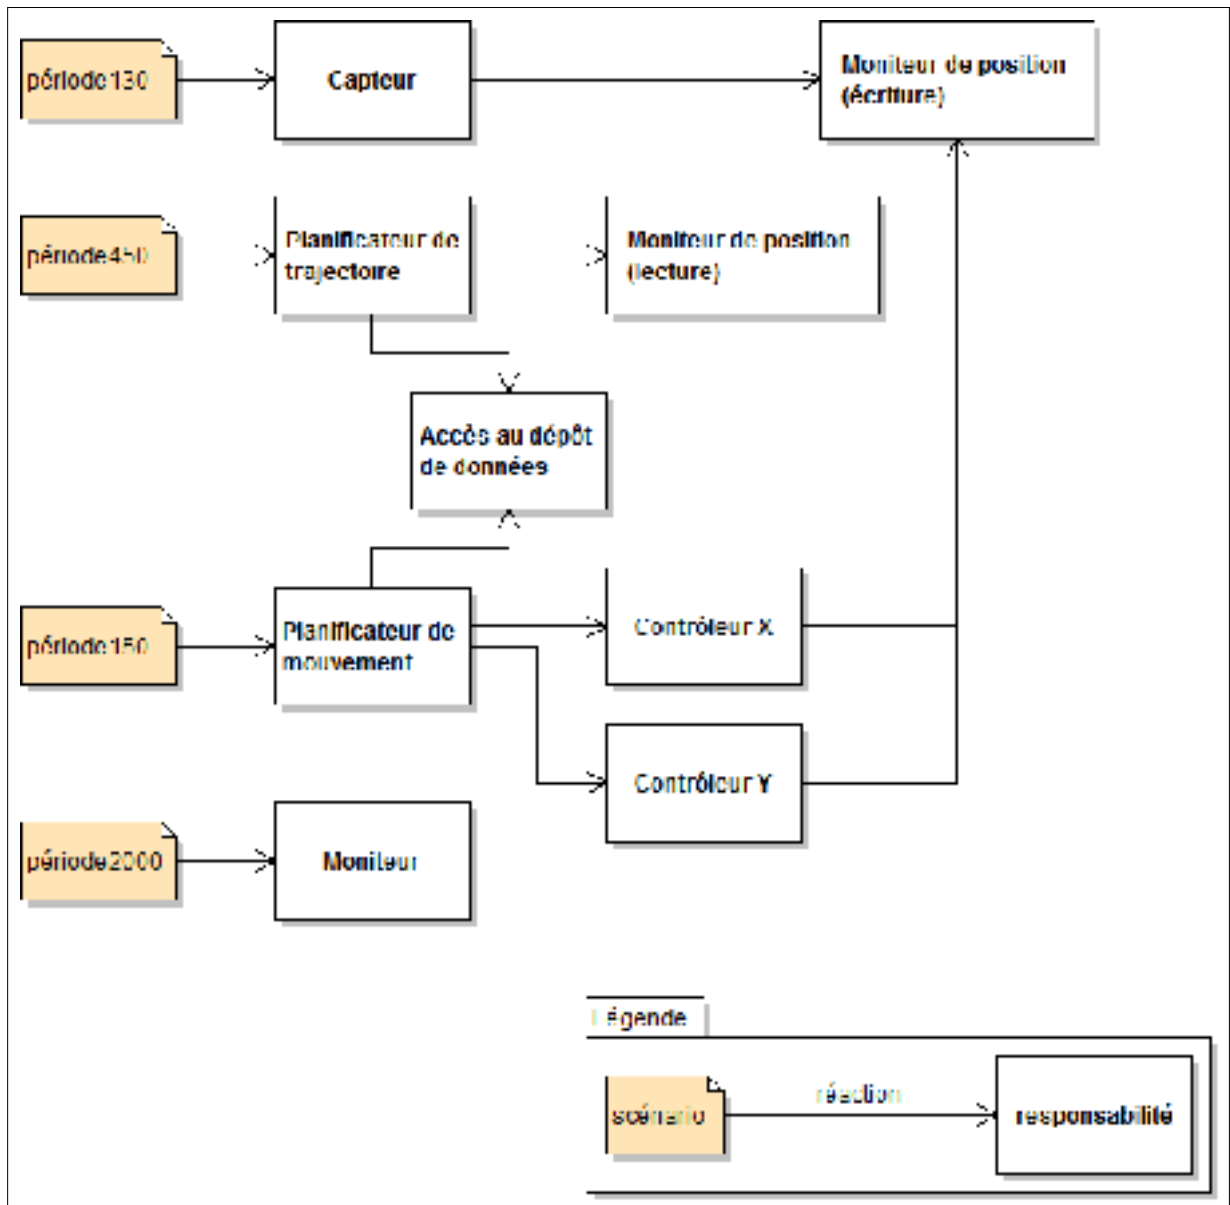 période130
Capteur
Moniteur de position
(écriture)
période450
Planificateur de
trajectoire
Moniteur de position
(lecture)
Accès au dépôt
de données
période150
Planificateur de
mouvement
Contrôleur X
Contrôleur Y
période2000
Moniteur
Légende
scénario
réaction
responsabilité